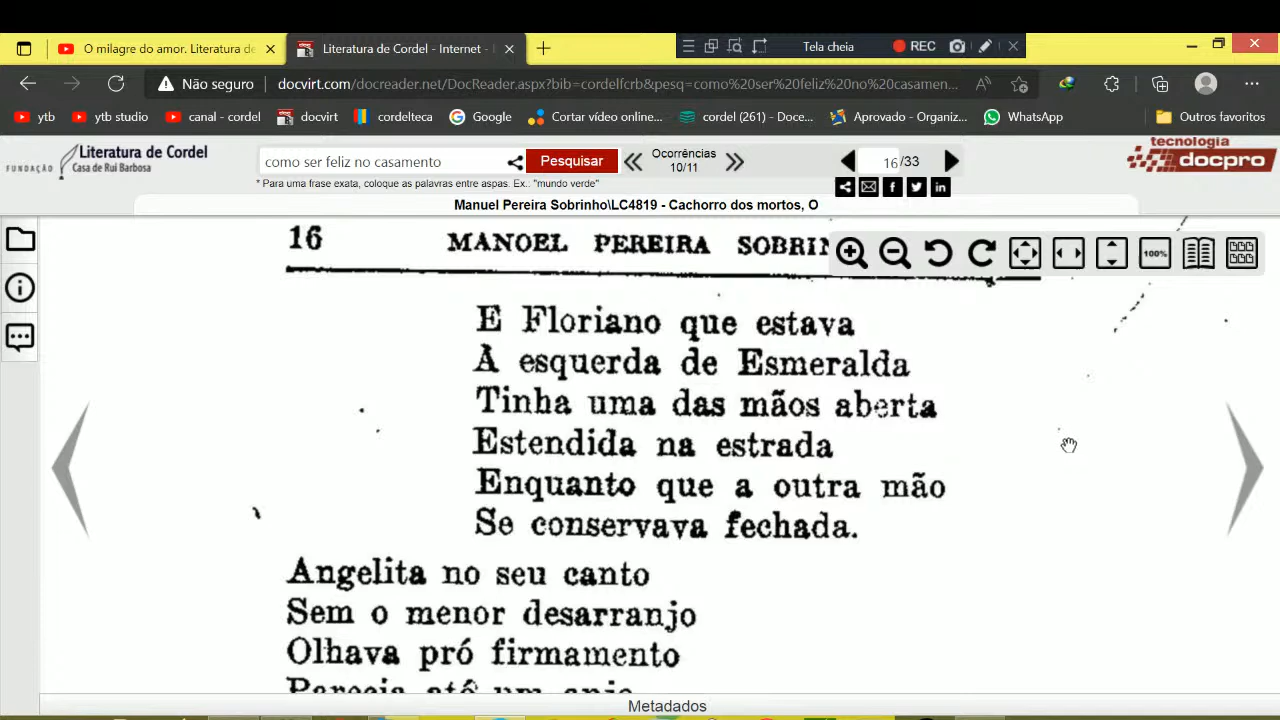 O milagre do amor. Literatura de
Literatura de Cordel - Internet -
Tela cheia
REC
Não seguro
docvirt.com/docreader.net/DocReader.aspx?bib=cordelfcrb&pesq=como%20ser%20feliz%20no%20casamen...
ytb
ytb studio
canal - cordel
docvirt
cordelteca
Google
Cortar vídeo online...
cordel (261) - Doce...
Aprovado - Organiz...
WhatsApp
Outros favoritos
FUNDAÇÃO
Literatura de Cordel
Casa de Rui Barbosa
como ser feliz no casamento
Pesquisar
Ocorrências
10/11
16 /33
tecnologia
docpro
* Para uma frase exata, coloque as palavras entre aspas. Ex.: "mundo verde"
Manuel Pereira Sobrinho\LC4819 - Cachorro dos mortos, O
100%
16 MANOEL PEREIRA SOBRIN
E Floriano que estava
A esquerda de Esmeralda
Tinha uma das mãos aberta
Estendida na estrada
Enquanto que a outra mão
Se conservava fechada.
Angelita no seu canto
Sem o menor desarranjo
Olhava pró firmamento
Parecia até um anjo
Metadados